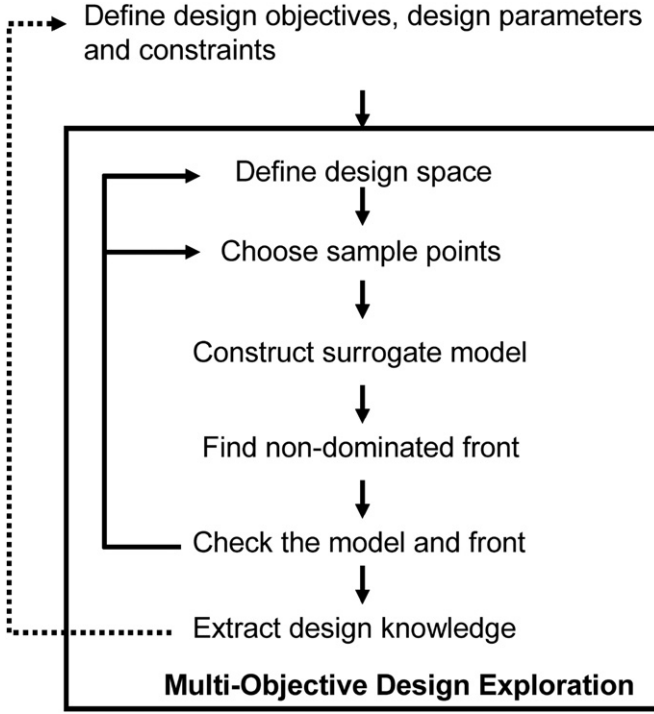 Define design objectives, design parameters
and constraints
Define design space
Choose sample points
Construct surrogate model
Find non-dominated front
Check the model and front
Extract design knowledge
Multi-Objective Design Exploration